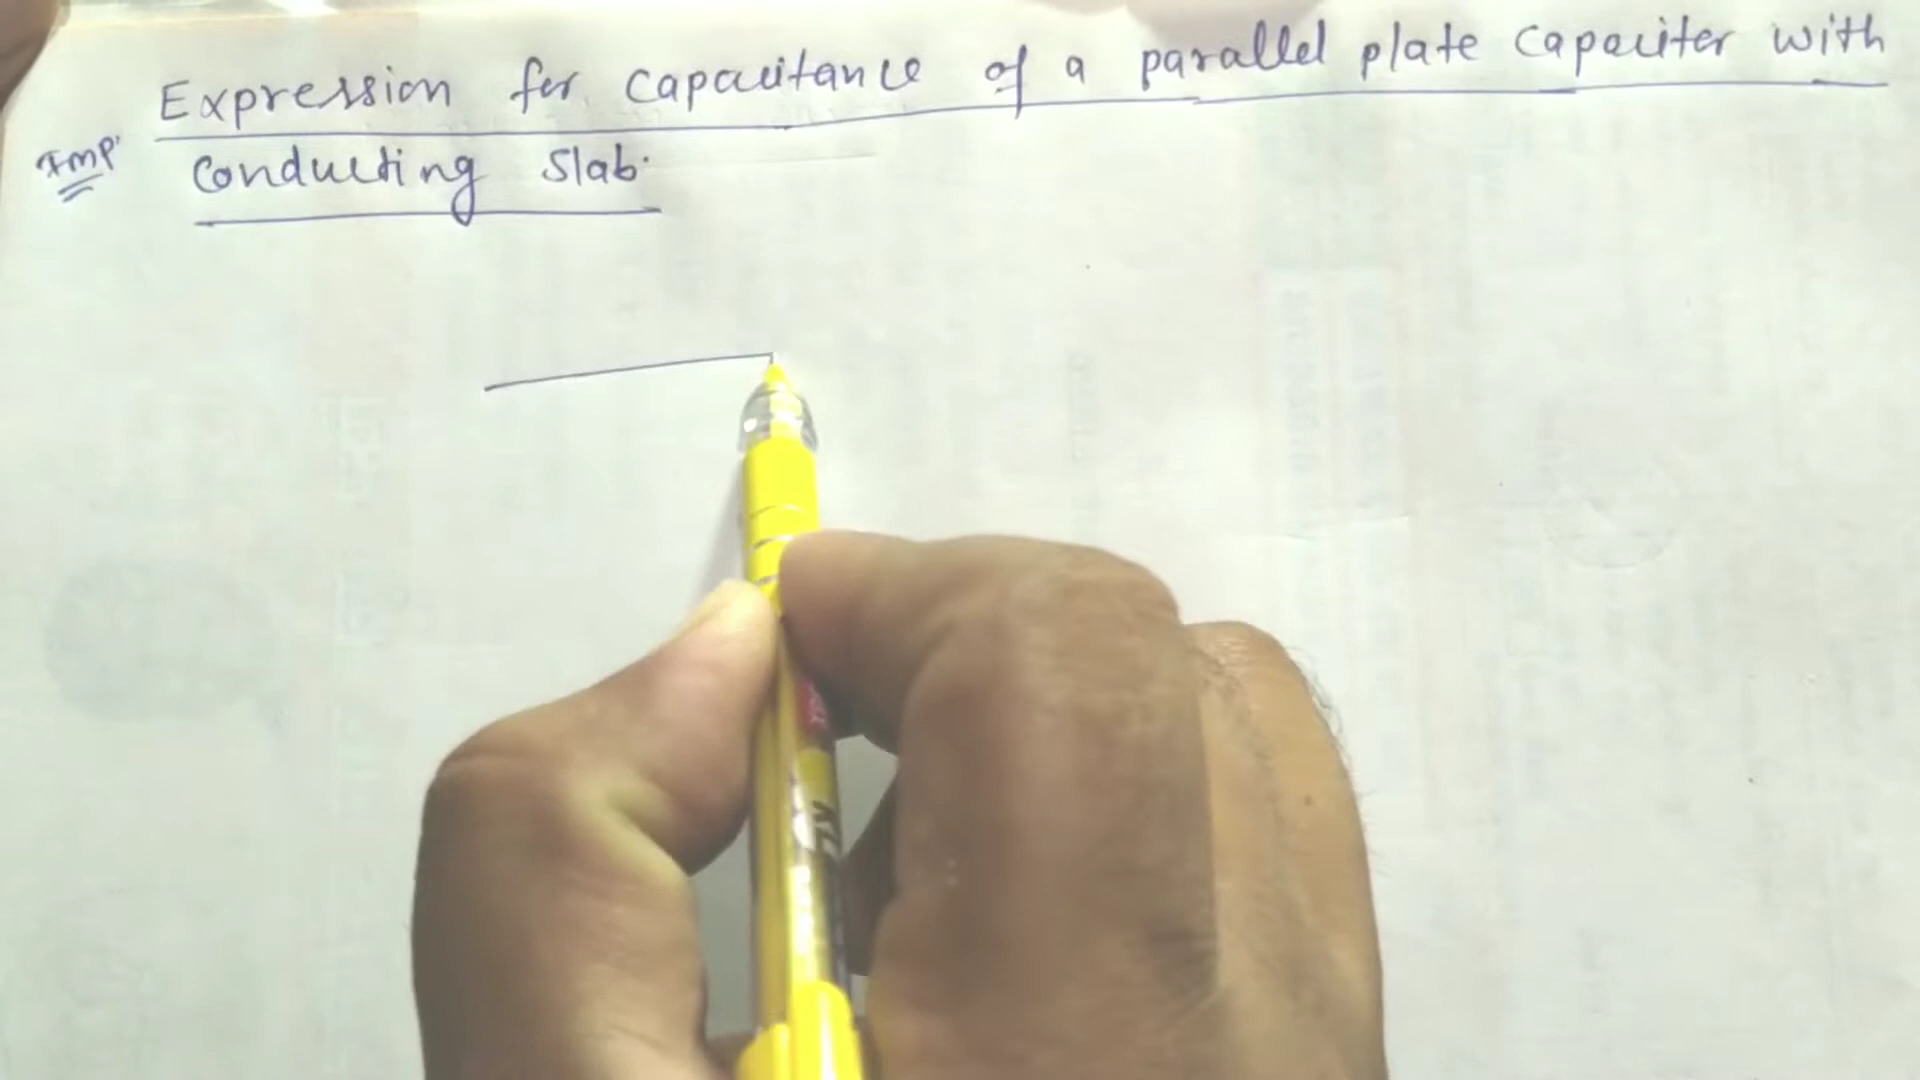 Expression for capacitance of a parallel plate capaciter with
Imp.
conducting slab.